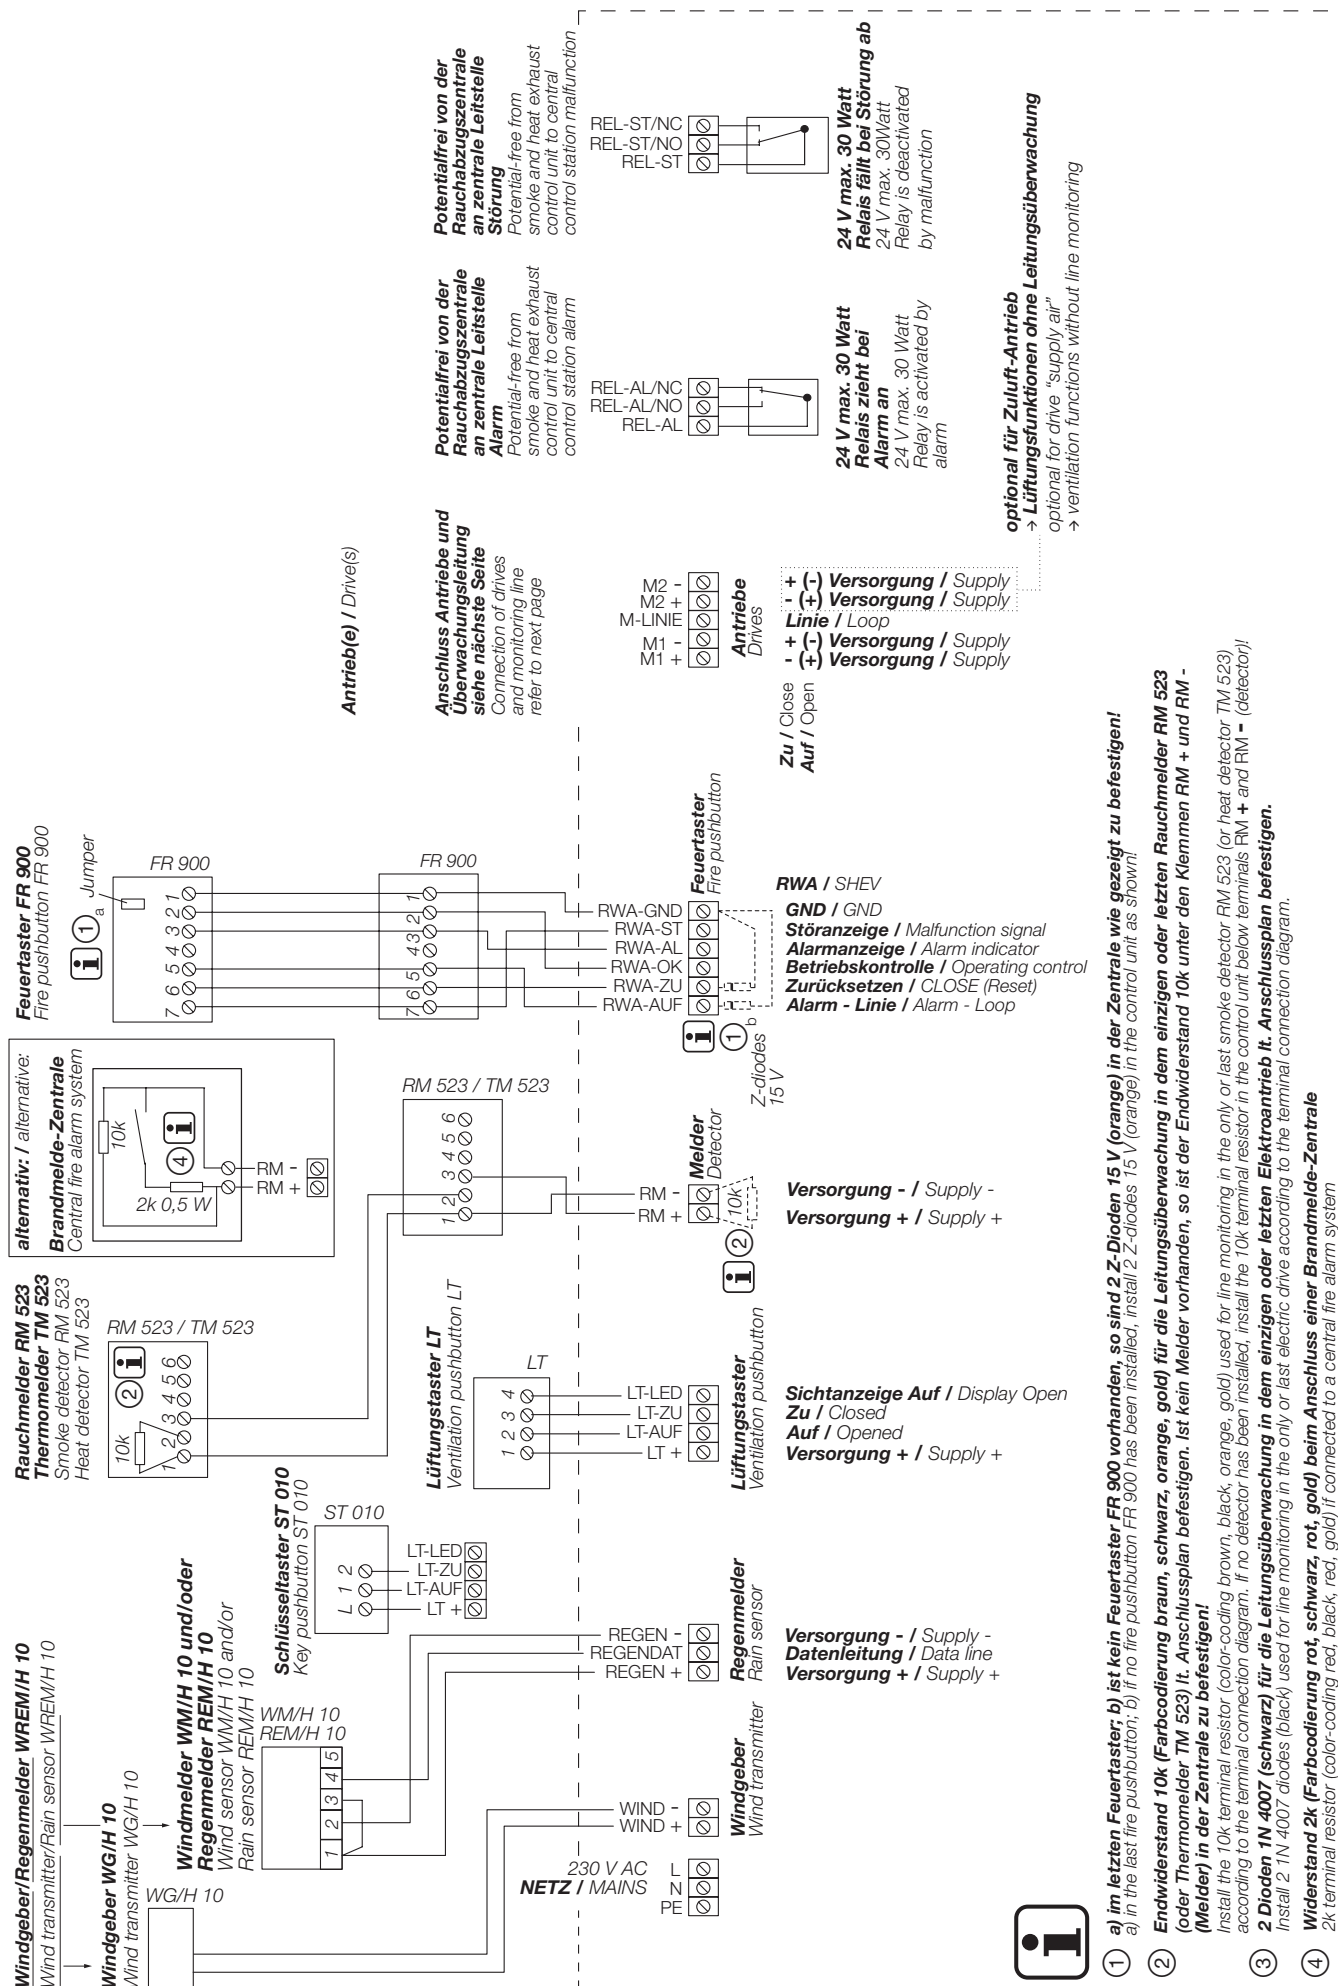 Windgeber/Regenmelder WREM/H 10
Wind transmitter/Rain sensor WREM/H 10
Windgeber WG/H 10
Wind transmitter WG/H 10
WG/H 10
Windmelder WM/H 10 und/oder
Regenmelder REM/H 10
Wind sensor WM/H 10 and/or
Rain sensor REM/H 10
WM/H 10
REM/H 10
1 2 3 4 5
Schlüsseltaster ST 010
Key pushbutton ST 010
ST 010
L 1 2
LT-LED
LT-ZU
LT-AUF
LT +
Rauchmelder RM 523
Thermomelder TM 523
Smoke detector RM 523
Heat detector TM 523
RM 523 / TM 523
10k
2 i
1 2 3 4 5 6
Lüftungstaster LT
Ventilation pushbutton LT
LT
1 2 3 4
alternativ: / alternative:
Brandmelde-Zentrale
Central fire alarm system
10k
4 i
2k 0,5 W
RM -
RM +
RM 523 / TM 523
1 2 3 4 5 6
Feuertaster FR 900
Fire pushbutton FR 900
i 1 a Jumper
FR 900
7 6 5 4 3 2 1
FR 900
7 6 5 4 3 2 1
Antrieb(e) / Drive(s)
Anschluss Antriebe und
Überwachungsleitung
siehe nächste Seite
Connection of drives
and monitoring line
refer to next page
Potentialfrei von der
Rauchabzugszentrale
an zentrale Leitstelle
Alarm
Potential-free from
smoke and heat exhaust
control unit to central
control station alarm
Potentialfrei von der
Rauchabzugszentrale
an zentrale Leitstelle
Störung
Potential-free from
smoke and heat exhaust
control unit to central
control station malfunction
230 V AC
NETZ / MAINS
L
N
PE
WIND -
WIND +
Windgeber
Wind transmitter
REGEN -
REGENDAT
REGEN +
Regenmelder
Rain sensor
Versorgung - / Supply -
Datenleitung / Data line
Versorgung + / Supply +
LT-LED
LT-ZU
LT-AUF
LT +
Lüftungstaster
Ventilation pushbutton
Sichtanzeige Auf / Display Open
Zu / Closed
Auf / Opened
Versorgung + / Supply +
RM -
RM +
i 2
10k
Melder
Detector
Versorgung - / Supply -
Versorgung + / Supply +
RWA-GND
RWA-ST
RWA-AL
RWA-OK
RWA-ZU
RWA-AUF
i 1 b
Z-diodes
15 V
Feuertaster
Fire pushbutton
RWA / SHEV
GND / GND
Störanzeige / Malfunction signal
Alarmanzeige / Alarm indicator
Betriebskontrolle / Operating control
Zurücksetzen / CLOSE (Reset)
Alarm - Linie / Alarm - Loop
M2 -
M2 +
M-LINIE
M1 -
M1 +
Antriebe
Drives
Zu / Close
Auf / Open
+ (-) Versorgung / Supply
- (+) Versorgung / Supply
Linie / Loop
+ (-) Versorgung / Supply
- (+) Versorgung / Supply
REL-AL/NC
REL-AL/NO
REL-AL
24 V max. 30 Watt
Relais zieht bei
Alarm an
24 V max. 30 Watt
Relay is activated by
alarm
REL-ST/NC
REL-ST/NO
REL-ST
24 V max. 30 Watt
Relais fällt bei Störung ab
24 V max. 30Watt
Relay is deactivated
by malfunction
optional für Zuluft-Antrieb
→ Lüftungsfunktionen ohne Leitungsüberwachung
optional for drive “supply air”
→ ventilation functions without line monitoring
i
1 a) im letzten Feuertaster; b) ist kein Feuertaster FR 900 vorhanden, so sind 2 Z-Dioden 15 V (orange) in der Zentrale wie gezeigt zu befestigen!
a) in the last fire pushbutton; b) if no fire pushbutton FR 900 has been installed, install 2 Z-diodes 15 V (orange) in the control unit as shown!
2 Endwiderstand 10k (Farbcodierung braun, schwarz, orange, gold) für die Leitungsüberwachung in dem einzigen oder letzten Rauchmelder RM 523
(oder Thermomelder TM 523) lt. Anschlussplan befestigen. Ist kein Melder vorhanden, so ist der Endwiderstand 10k unter den Klemmen RM + und RM -
(Melder) in der Zentrale zu befestigen!
Install the 10k terminal resistor (color-coding brown, black, orange, gold) used for line monitoring in the only or last smoke detector RM 523 (or heat detector TM 523)
according to the terminal connection diagram. If no detector has been installed, install the 10k terminal resistor in the control unit below terminals RM + and RM - (detector)!
3 2 Dioden 1N 4007 (schwarz) für die Leitungsüberwachung in dem einzigen oder letzten Elektroantrieb lt. Anschlussplan befestigen.
Install 2 1N 4007 diodes (black) used for line monitoring in the only or last electric drive according to the terminal connection diagram.
4 Widerstand 2k (Farbcodierung rot, schwarz, rot, gold) beim Anschluss einer Brandmelde-Zentrale
2k terminal resistor (color-coding red, black, red, gold) if connected to a central fire alarm system